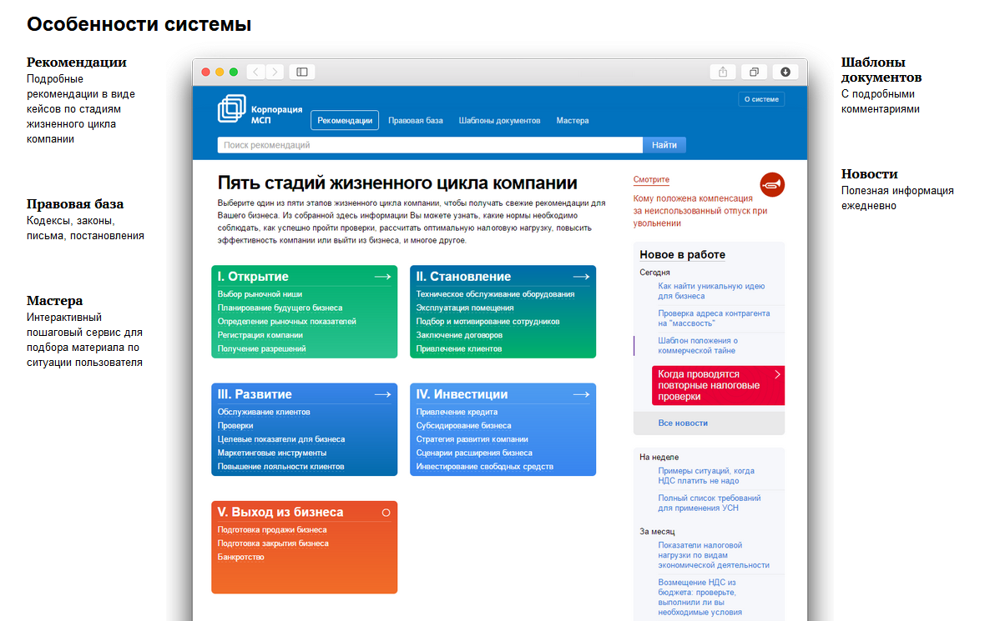 Особенности системы
Рекомендации
Подробные
рекомендации в виде
кейсов по стадиям
жизненного цикла
компании
Правовая база
Кодексы, законы,
письма, постановления
Мастера
Интерактивный
пошаговый сервис для
подбора материала по
ситуации пользователя
О системе
Корпорация
МСП
Рекомендации Правовая база Шаблоны документов Мастера
Поиск рекомендаций Найти
Пять стадий жизненного цикла компании
Выберите один из пяти этапов жизненного цикла компании, чтобы получать свежие рекомендации для
Вашего бизнеса. Из собранной здесь информации Вы можете узнать, какие нормы необходимо
соблюдать, как успешно пройти проверки, рассчитать оптимальную налоговую нагрузку, повысить
эффективность компании или выйти из бизнеса, и многое другое.
I. Открытие
Выбор рыночной ниши
Планирование будущего бизнеса
Определение рыночных показателей
Регистрация компании
Получение разрешений
II. Становление
Техническое обслуживание оборудования
Эксплуатация помещения
Подбор и мотивирование сотрудников
Заключение договоров
Привлечение клиентов
III. Развитие
Обслуживание клиентов
Проверки
Целевые показатели для бизнеса
Маркетинговые инструменты
Повышение лояльности клиентов
IV. Инвестиции
Привлечение кредита
Субсидирование бизнеса
Стратегия развития компании
Сценарии расширения бизнеса
Инвестирование свободных средств
V. Выход из бизнеса
Подготовка продажи бизнеса
Подготовка закрытия бизнеса
Банкротство
Смотрите
Кому положена компенсация
за неиспользованный отпуск при
увольнении
Новое в работе
Сегодня
Как найти уникальную идею
для бизнеса
Проверка адреса контрагента
на "массвость"
Шаблон положения о
коммерческой тайне
Когда проводятся
повторные налоговые
проверки
Все новости
На неделе
Примеры ситуаций, когда
НДС платить не надо
Полный список требований
для применения УСН
За месяц
Показатели налоговой
нагрузки по видам
экономической деятельности
Возмещение НДС из
бюджета: проверьте,
выполнили ли вы
необходимые условия
Шаблоны
документов
С подробными
комментариями
Новости
Полезная информация
ежедневно